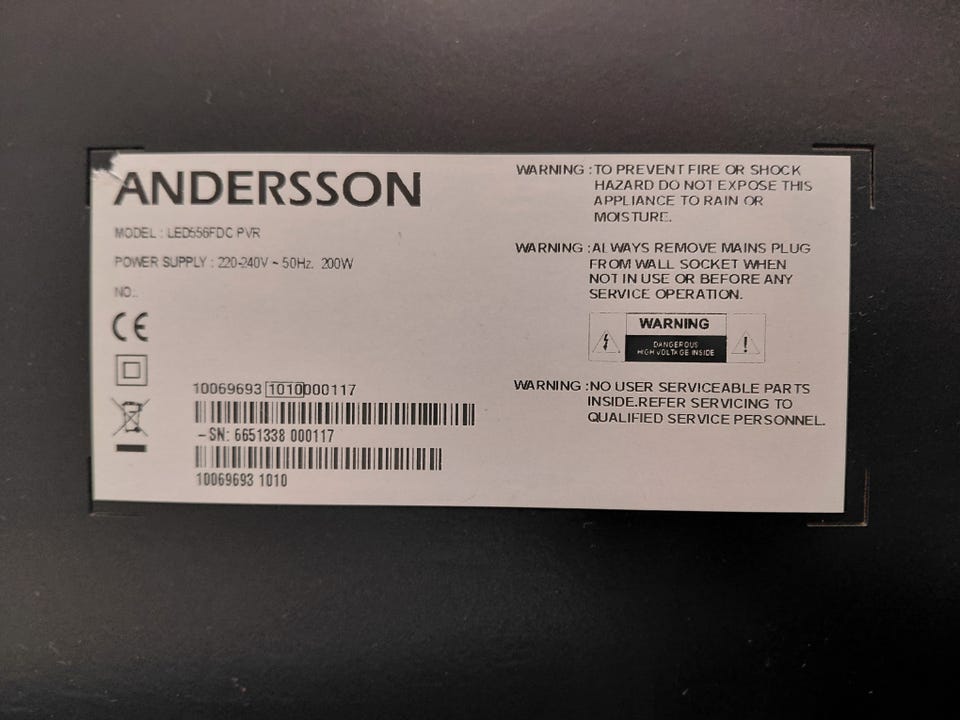 ANDERSSON
MODEL : LED556FDC PVR
POWER SUPPLY : 220-240V ~ 50Hz. 200W
NO.:
CE
10069693 1010000117
-SN: 6651338 000117
10069693 1010
WARNING :TO PREVENT FIRE OR SHOCK
HAZARD DO NOT EXPOSE THIS
APPLIANCE TO RAIN OR
MOISTURE.
WARNING :ALWAYS REMOVE MAINS PLUG
FROM WALL SOCKET WHEN
NOT IN USE OR BEFORE ANY
SERVICE OPERATION.
WARNING
DANGEROUS
HIGH VOLTAGE INSIDE
WARNING :NO USER SERVICEABLE PARTS
INSIDE.REFER SERVICING TO
QUALIFIED SERVICE PERSONNEL.